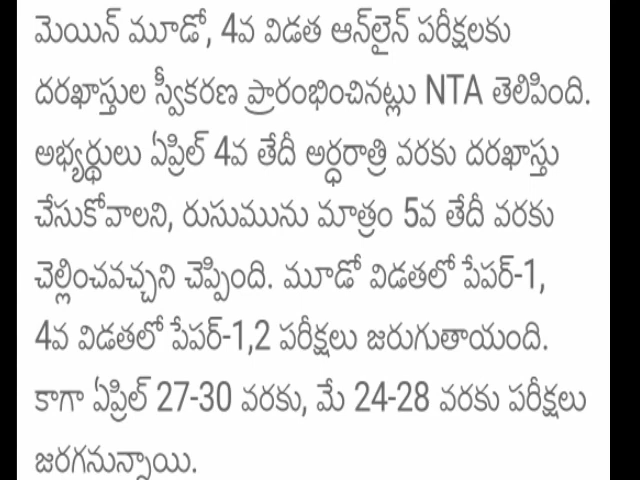 మెయిన్ మూడో, 4వ విడత ఆన్‌లైన్ పరీక్షలకు
దరఖాస్తుల స్వీకరణ ప్రారంభించినట్లు NTA తెలిపింది.
అభ్యర్థులు ఏప్రిల్ 4వ తేదీ అర్ధరాత్రి వరకు దరఖాస్తు
చేసుకోవాలని, రుసుమును మాత్రం 5వ తేదీ వరకు
చెల్లించవచ్చని చెప్పింది. మూడో విడతలో పేపర్-1,
4వ విడతలో పేపర్-1,2 పరీక్షలు జరుగుతాయంది.
కాగా ఏప్రిల్ 27-30 వరకు, మే 24-28 వరకు పరీక్షలు
జరగనున్నాయి.